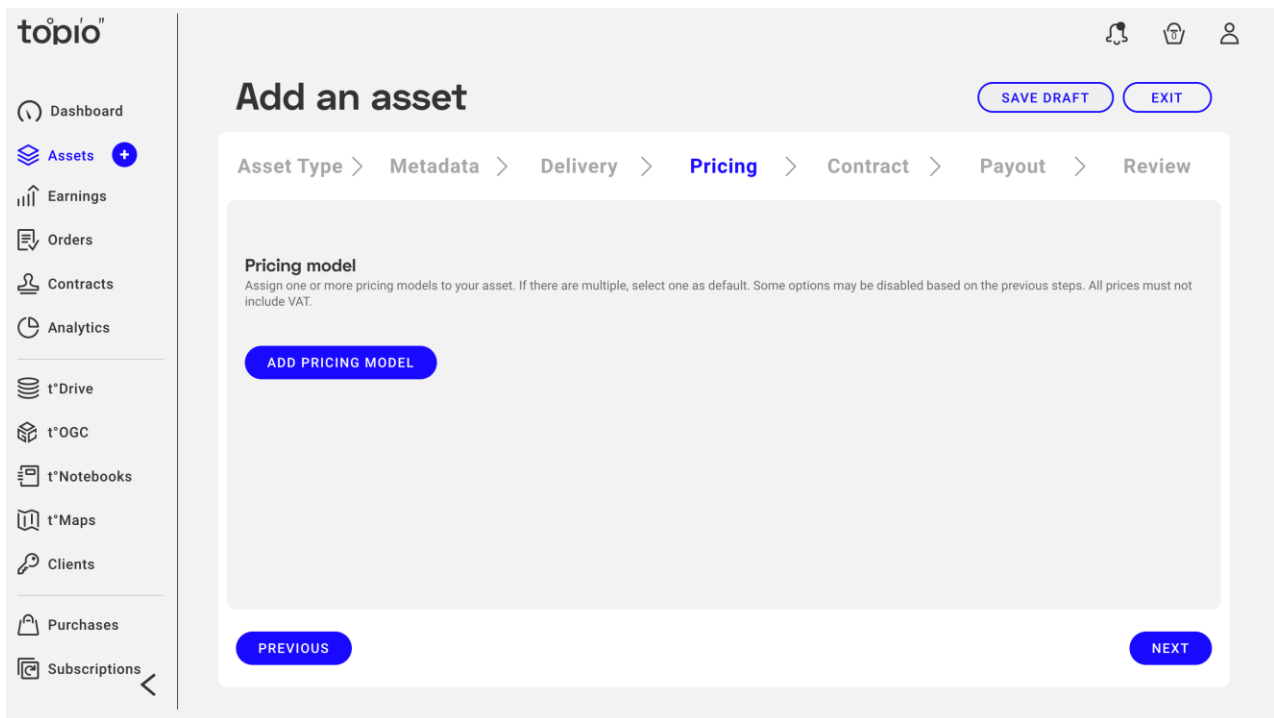 topio
Add an asset
SAVE DRAFT
EXIT
Dashboard
Assets
Earnings
Orders
Contracts
Analytics
t°Drive
t°OGC
t°Notebooks
t°Maps
Clients
Purchases
Subscriptions
Asset Type
Metadata
Delivery
Pricing
Contract
Payout
Review
Pricing model
Assign one or more pricing models to your asset. If there are multiple, select one as default. Some options may be disabled based on the previous steps. All prices must not
include VAT.
ADD PRICING MODEL
PREVIOUS
NEXT